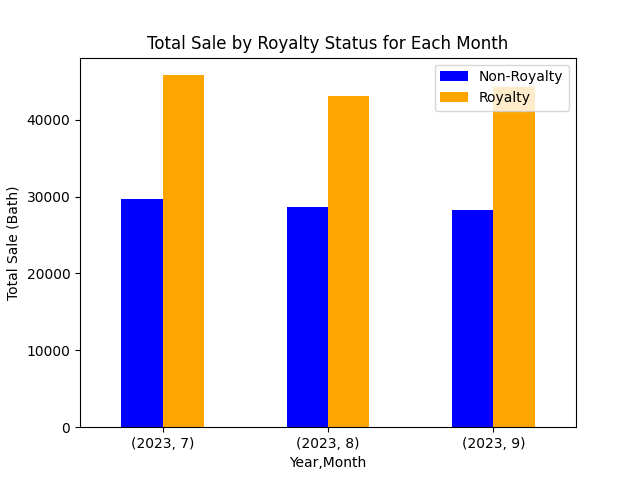 Total Sale by Royalty Status for Each Month
Non-Royalty
Royalty
Total Sale (Bath)
40000
30000
20000
10000
0
(2023, 7)
(2023, 8)
(2023, 9)
Year,Month